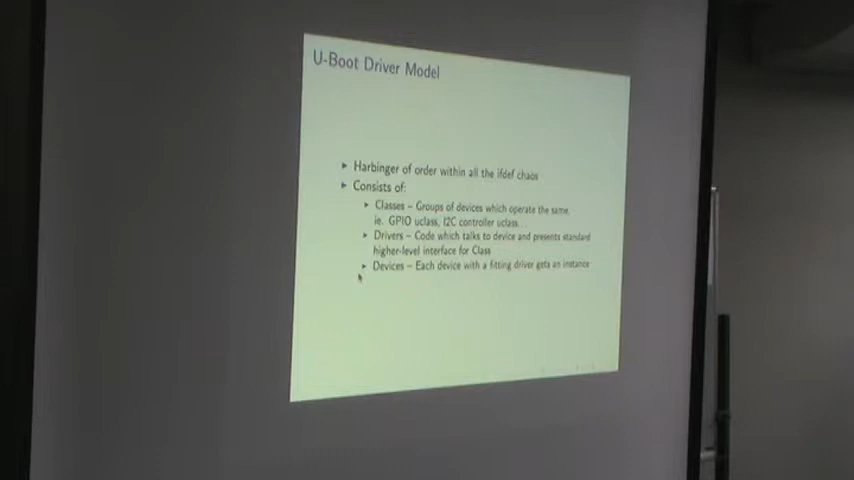 U-Boot Driver Model
▸ Harbinger of order within all the ifdef chaos
▸ Consists of:
▸ Classes – Groups of devices which operate the same,
ie. GPIO uclass, I2C controller uclass...
▸ Drivers – Code which talks to device and presents standard
higher-level interface for Class
▸ Devices – Each device with a fitting driver gets an instance